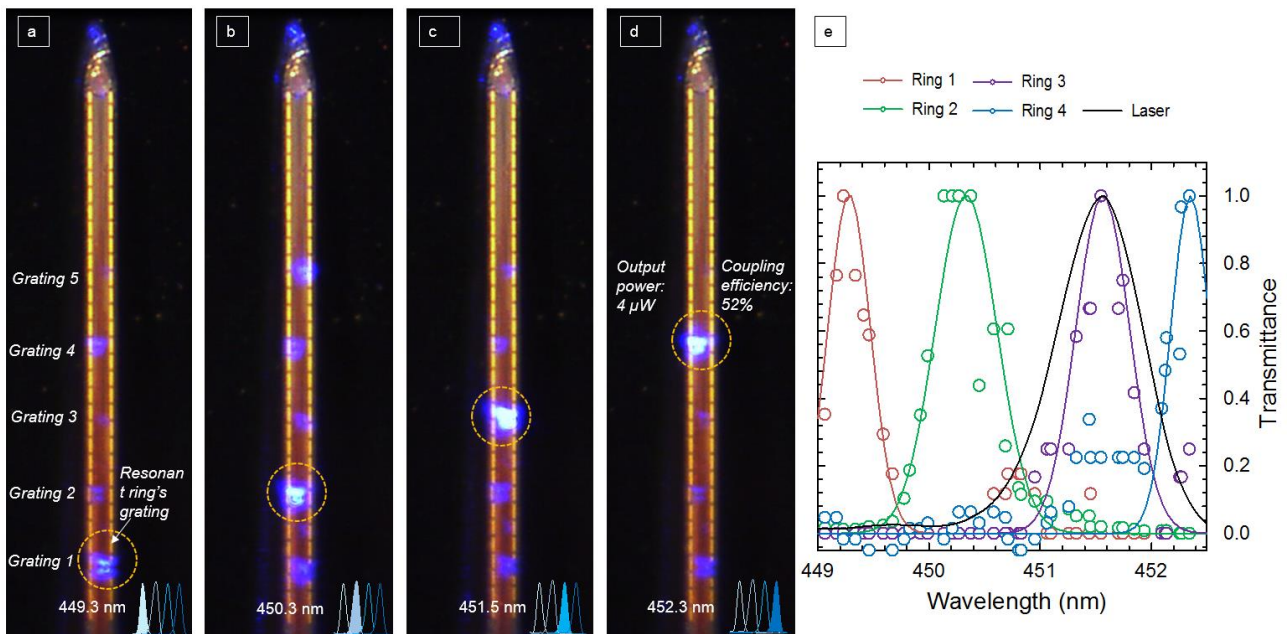 a
b
c
d
e
Grating 5
Grating 4
Grating 3
Grating 2
Grating 1
Resonan
t ring's
grating
449.3 nm
450.3 nm
451.5 nm
Output
power:
4 µW
Coupling
efficiency:
52%
452.3 nm
Ring 1
Ring 2
Ring 3
Ring 4
Laser
1.0
0.8
0.6
0.4
0.2
0.0
Transmittance
449
450
451
452
Wavelength (nm)